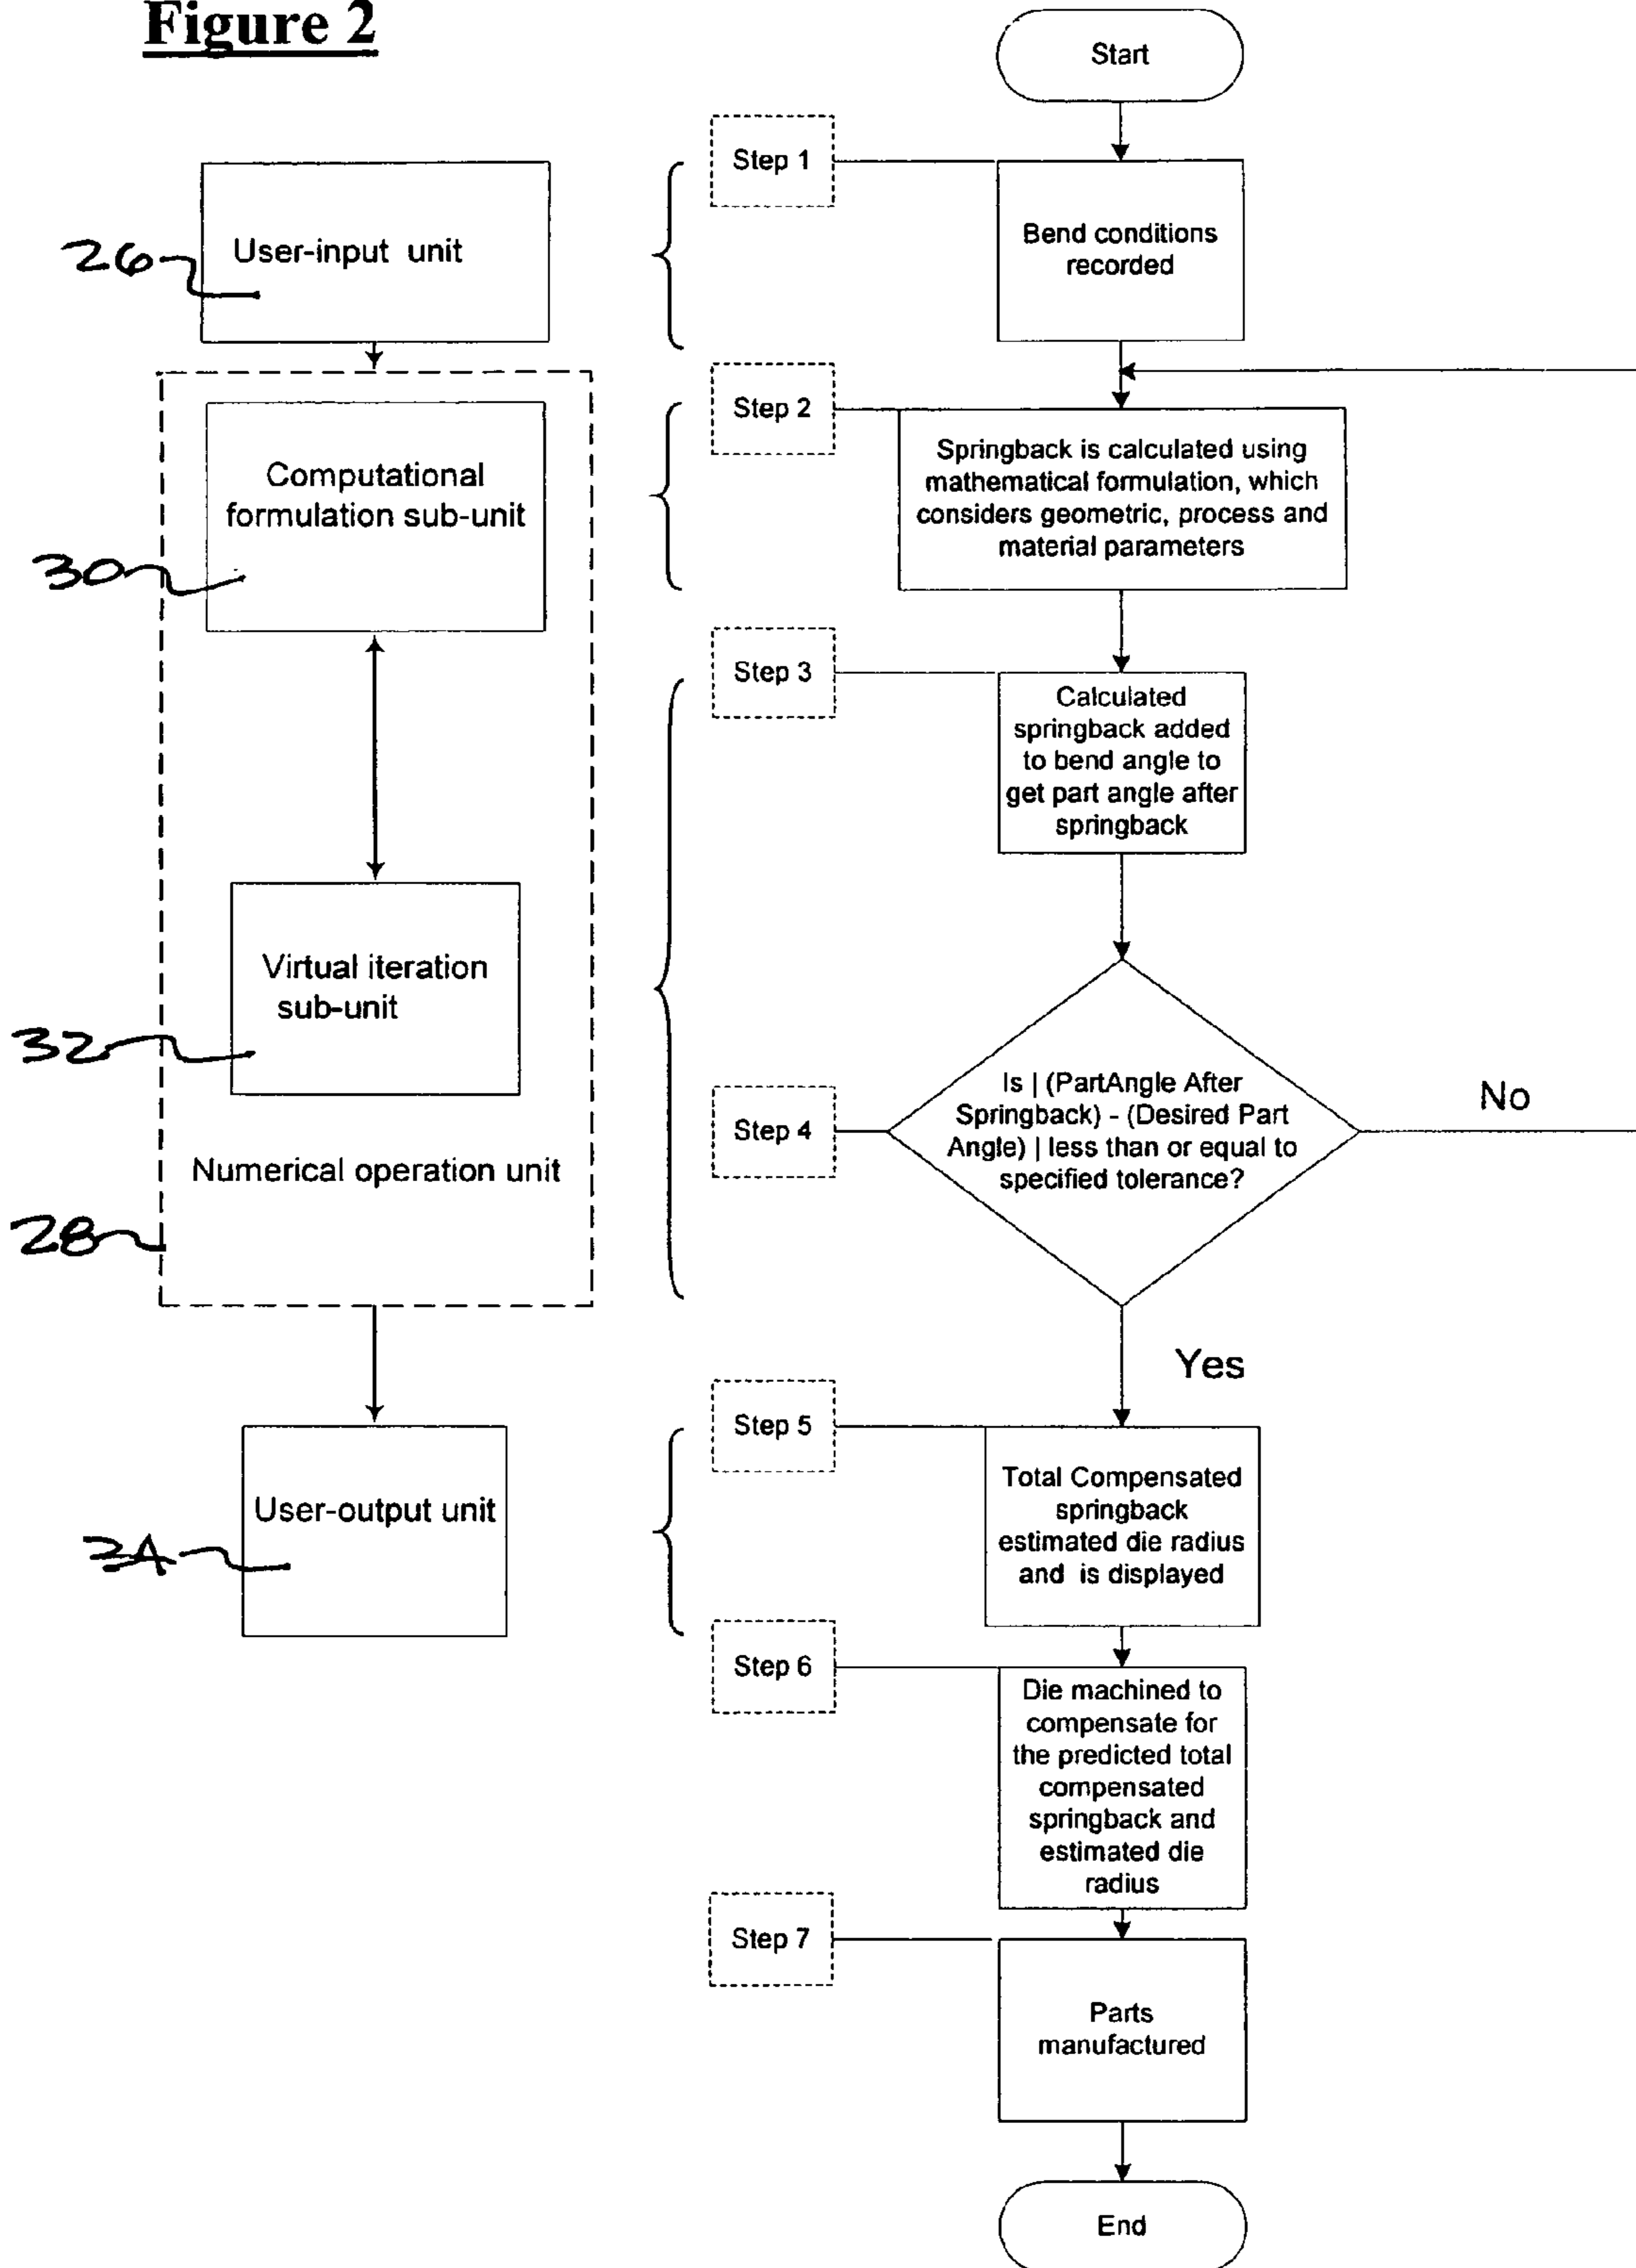 Figure 2
Start
Step 1
Bend conditions
recorded
User-input unit
26
Step 2
Springback is calculated using
mathematical formulation, which
considers geometric, process and
material parameters
Computational
formulation sub-unit
30
Step 3
Calculated
springback added
to bend angle to
get part angle after
springback
Virtual iteration
sub-unit
32
Step 4
Is | (PartAngle After
Springback) - (Desired Part
Angle) | less than or equal to
specified tolerance?
No
Numerical operation unit
28
Yes
Step 5
Total Compensated
springback
estimated die radius
and is displayed
User-output unit
34
Step 6
Die machined to
compensate for
the predicted total
compensated
springback and
estimated die
radius
Step 7
Parts
manufactured
End